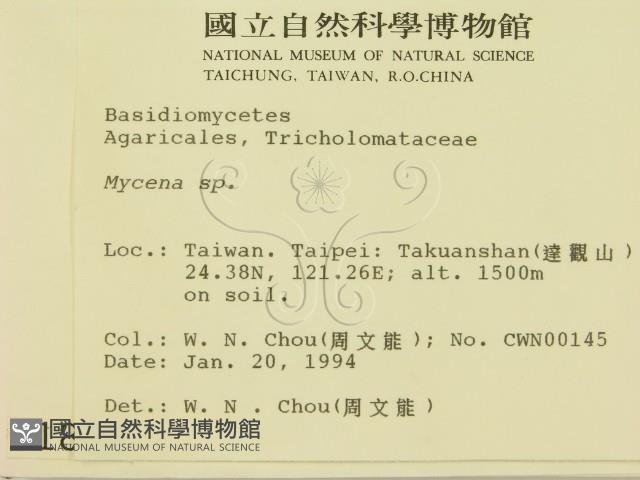 國立自然科學博物館
NATIONAL MUSEUM OF NATURAL SCIENCE
TAICHUNG, TAIWAN, R.O.CHINA
Basidiomycetes
Agaricales, Tricholomataceae
Mycena sp.
Loc.: Taiwan. Taipei: Takuanshan(達觀山)
24.38N, 121.26E; alt. 1500m
on soil.
Col.: W. N. Chou(周文能); No. CWN00145
Date: Jan. 20, 1994
Det.: W. N . Chou(周文能)
國立自然科學博物館
NATIONAL MUSEUM OF NATURAL SCIENCE